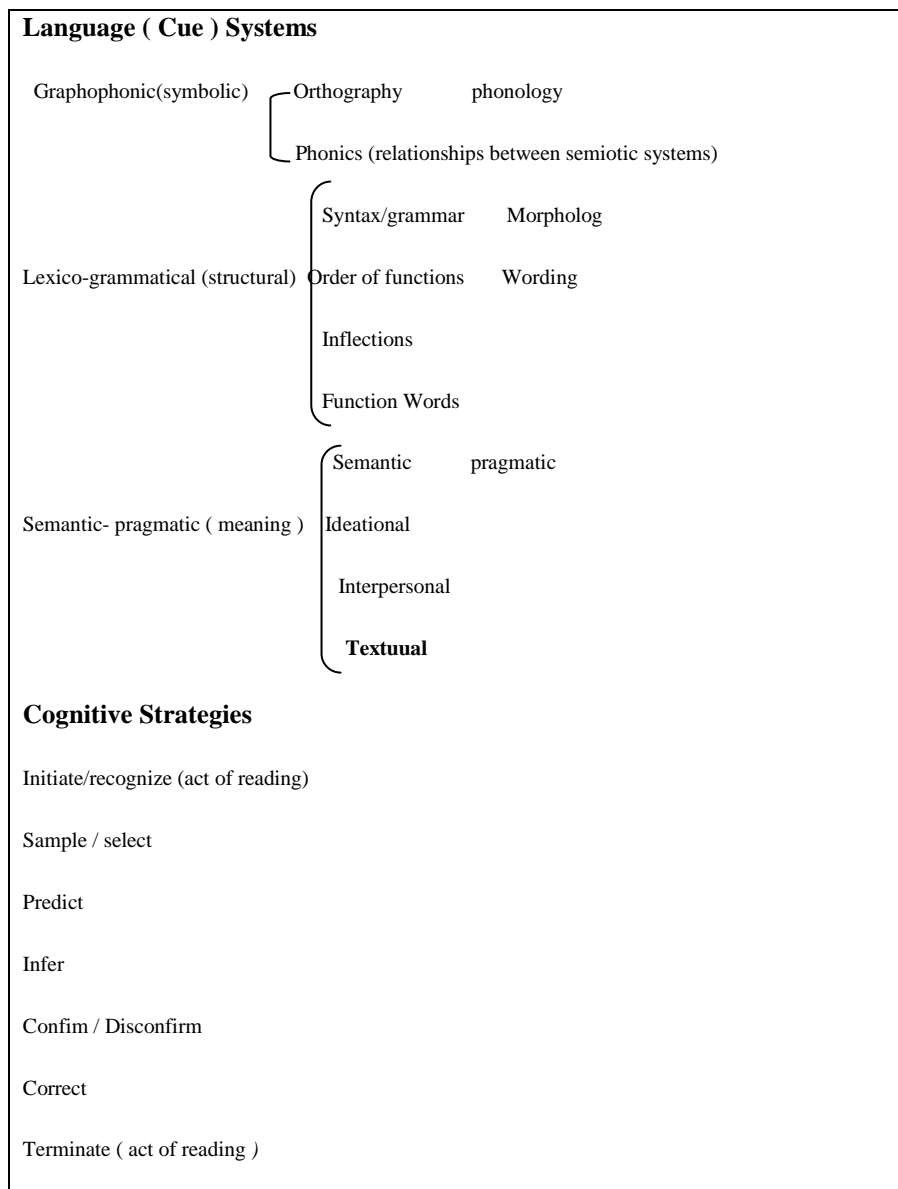 Language ( Cue ) Systems
Graphophonic(symbolic) Orthography phonology
Phonics (relationships between semiotic systems)
Syntax/grammar Morpholog
Lexico-grammatical (structural) Order of functions Wording
Inflections
Function Words
Semantic pragmatic
Semantic- pragmatic ( meaning ) Ideational
Interpersonal
Textuual
Cognitive Strategies
Initiate/recognize (act of reading)
Sample / select
Predict
Infer
Confim / Disconfirm
Correct
Terminate ( act of reading )